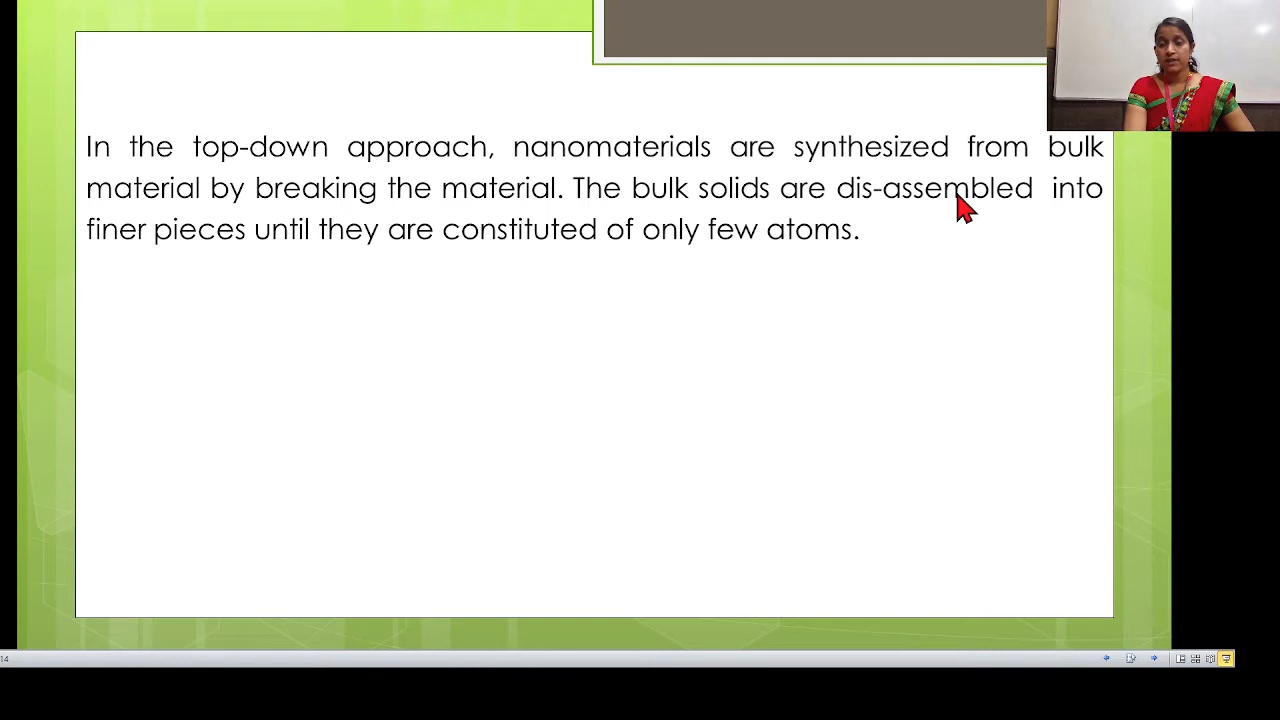 In the top-down approach, nanomaterials are synthesized from bulk
material by breaking the material. The bulk solids are dis-assembled into
finer pieces until they are constituted of only few atoms.
14